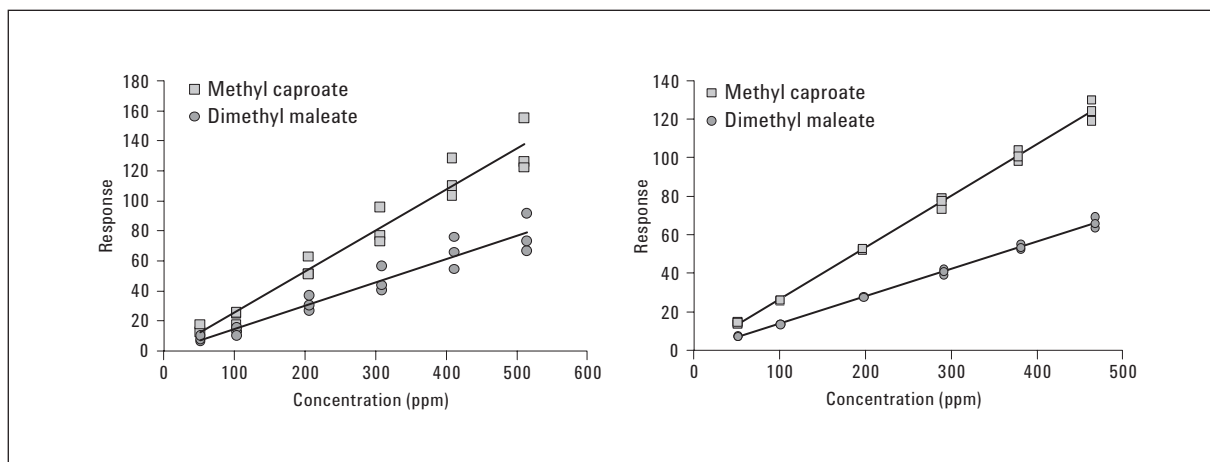 180
160
140
120
100
80
60
40
20
0
Response
Methyl caproate
Dimethyl maleate
0 100 200 300 400 500 600
Concentration (ppm)
140
120
100
80
60
40
20
0
Response
Methyl caproate
Dimethyl maleate
0 100 200 300 400 500
Concentration (ppm)